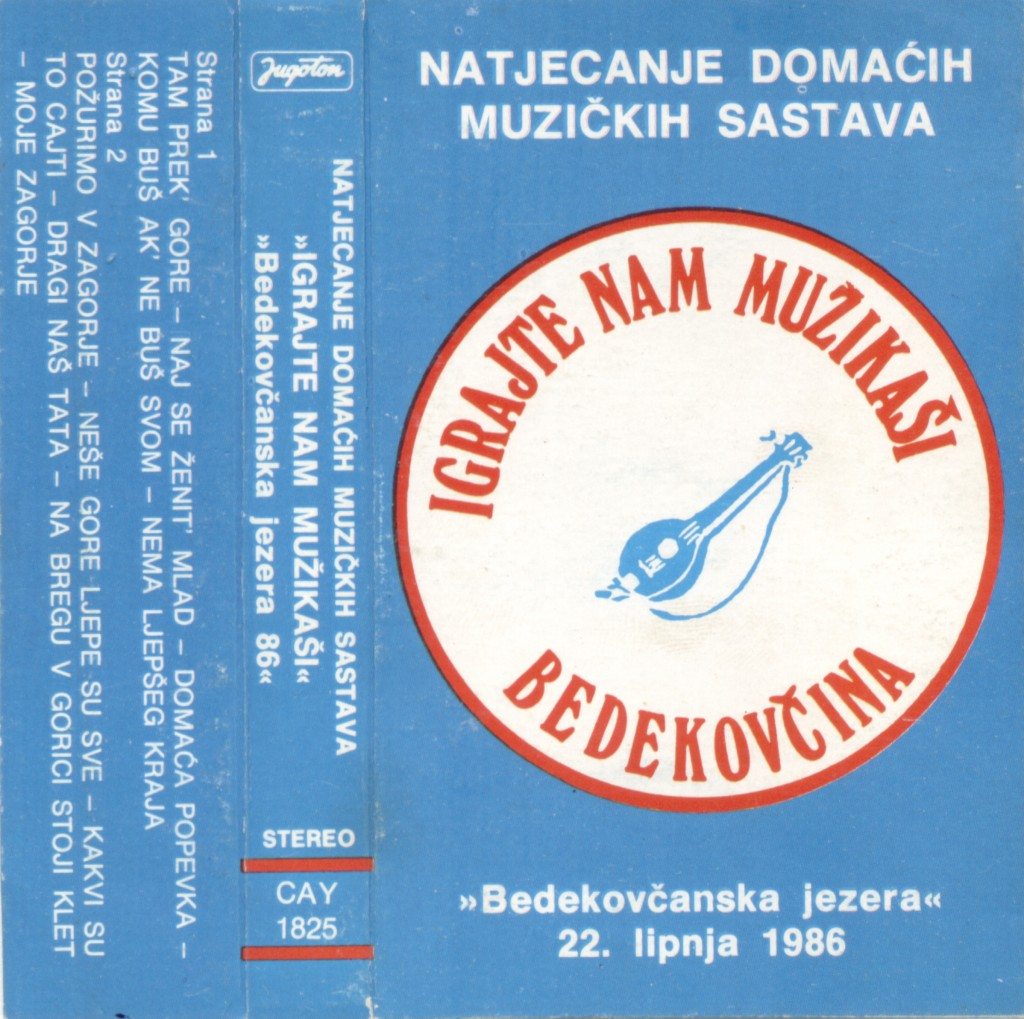 Strana 1
TAM PREK' GORE – NAJ SE ŽENIT' MLAD – DOMAĆA POPEVKA –
KOMU BUŠ AK' NE BUŠ SVOM – NEMA LJEPŠEG KRAJA
Strana 2
POŽURIMO V ZAGORJE – NEŠE GORE LJEPE SU SVE – KAKVI SU
TO CAJTI – DRAGI NAŠ TATA – NA BREGU V GORICI STOJI KLET
– MOJE ZAGORJE
Jugoton
NATJECANJE DOMAĆIH MUZIČKIH SASTAVA
»IGRAJTE NAM MUŽIKAŠI«
»Bedekovčanska jezera 86«
STEREO
CAY
1825
NATJECANJE DOMAĆIH
MUZIČKIH SASTAVA
IGRAJTE NAM MUŽIKAŠI
BEDEKOVČINA
»Bedekovčanska jezera«
22. lipnja 1986